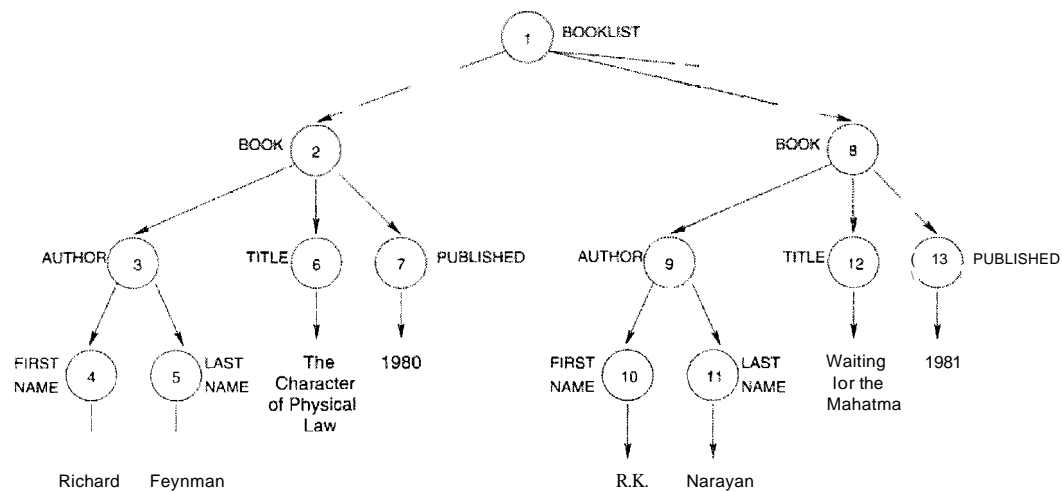 1 BOOKLIST
BOOK 2
BOOK 8
AUTHOR 3
TITLE 6
7 PUBLISHED
AUTHOR 9
TITLE 12
13 PUBLISHED
FIRST
NAME
4
5
LAST
NAME
The
Character
of Physical
Law
1980
FIRST
NAME
10
11
LAST
NAME
Waiting
Ior the
Mahatma
1981
Richard
Feynman
R.K.
Narayan